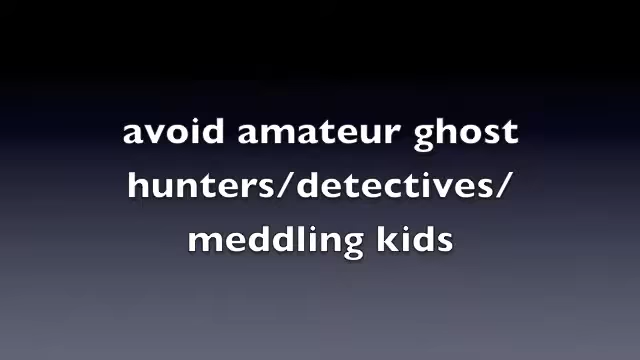 avoid amateur ghost
hunters/detectives/
meddling kids